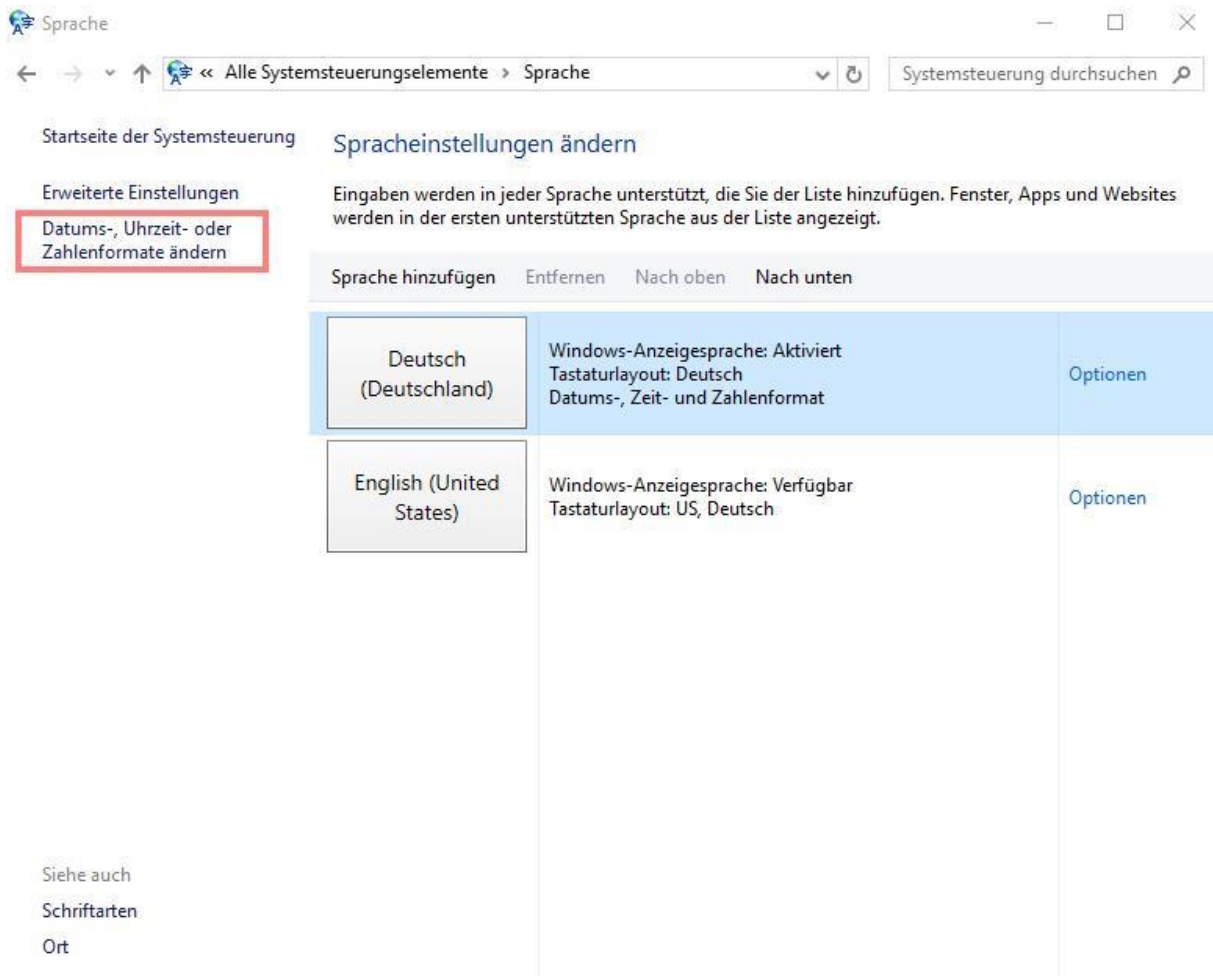 Sprache
« Alle Systemsteuerungselemente › Sprache
Systemsteuerung durchsuchen
Startseite der Systemsteuerung
Erweiterte Einstellungen
Datums-, Uhrzeit- oder
Zahlenformate ändern
Spracheinstellungen ändern
Eingaben werden in jeder Sprache unterstützt, die Sie der Liste hinzufügen. Fenster, Apps und Websites
werden in der ersten unterstützten Sprache aus der Liste angezeigt.
Sprache hinzufügen Entfernen Nach oben Nach unten
Deutsch
(Deutschland)
Windows-Anzeigesprache: Aktiviert
Tastaturlayout: Deutsch
Datums-, Zeit- und Zahlenformat
Optionen
English (United
States)
Windows-Anzeigesprache: Verfügbar
Tastaturlayout: US, Deutsch
Optionen
Siehe auch
Schriftarten
Ort